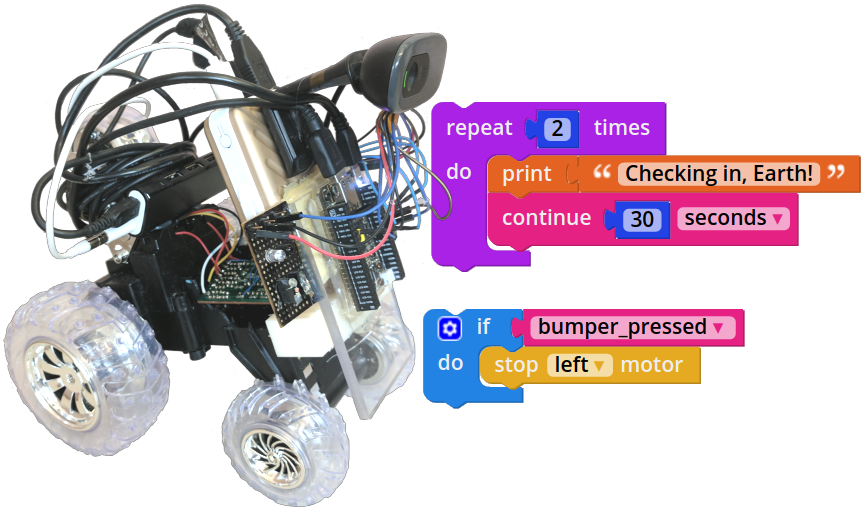 repeat 2 times
do print “ Checking in, Earth! ”
continue 30 seconds
if bumper_pressed
do stop left motor